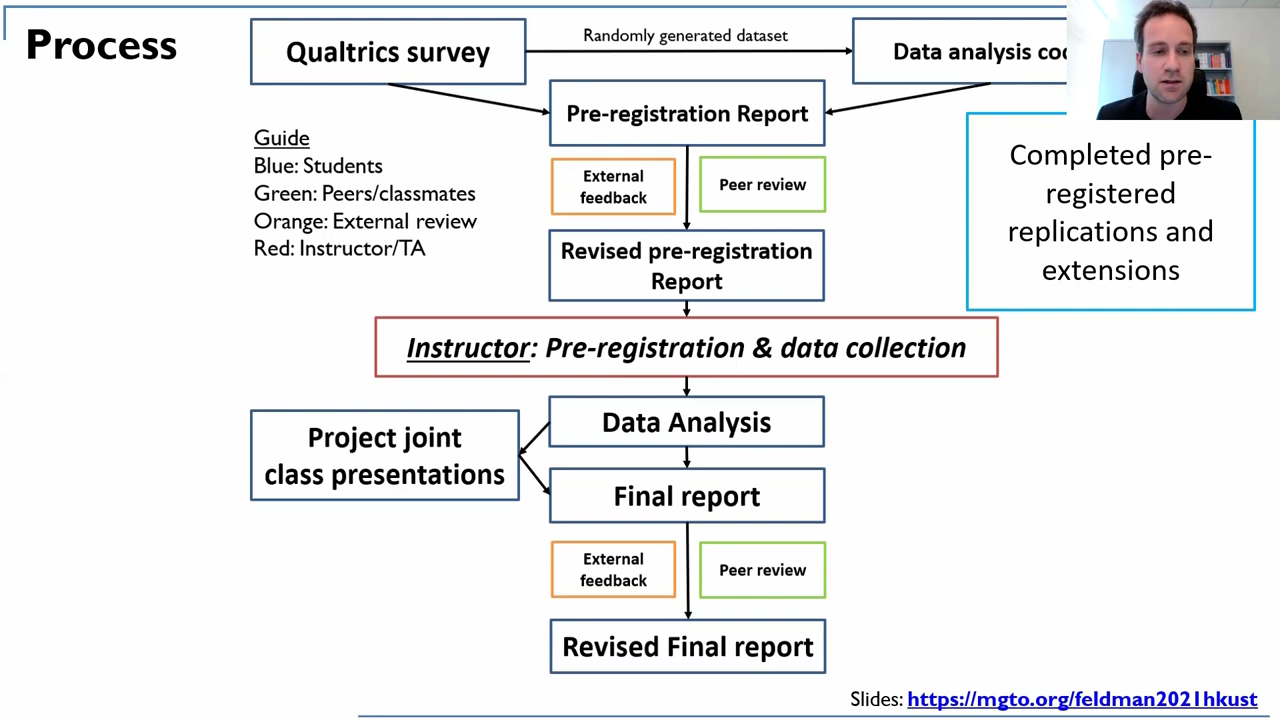 Process
Qualtrics survey
Randomly generated dataset
Data analysis
Pre-registration Report
Guide
Blue: Students
Green: Peers/classmates
Orange: External review
Red: Instructor/TA
External
feedback
Peer review
Completed pre-
registered
replications and
extensions
Revised pre-registration
Report
Instructor: Pre-registration & data collection
Data Analysis
Project joint
class presentations
Final report
External
feedback
Peer review
Revised Final report
Slides: https://mgto.org/feldman2021hkust